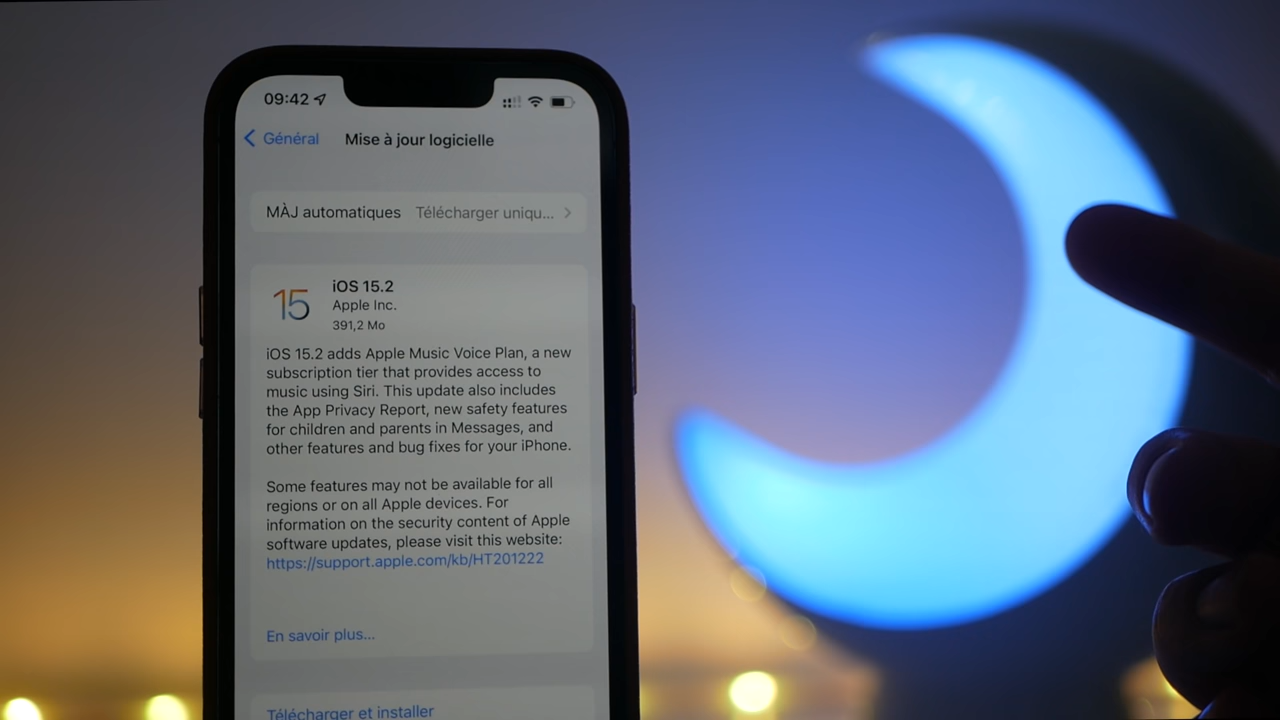 09:42
Général
Mise à jour logicielle
MÀJ automatiques Télécharger uniqu...
15
iOS 15.2
Apple Inc.
391,2 Mo
iOS 15.2 adds Apple Music Voice Plan, a new
subscription tier that provides access to
music using Siri. This update also includes
the App Privacy Report, new safety features
for children and parents in Messages, and
other features and bug fixes for your iPhone.
Some features may not be available for all
regions or on all Apple devices. For
information on the security content of Apple
software updates, please visit this website:
https://support.apple.com/kb/HT201222
En savoir plus...
Télécharger et installer